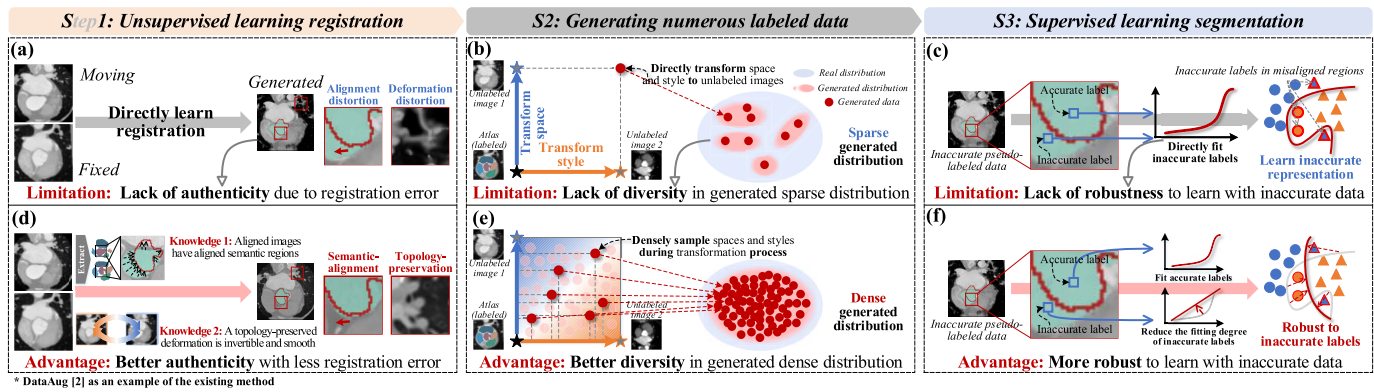 Step1: Unsupervised learning registration
S2: Generating numerous labeled data
S3: Supervised learning segmentation
(a)
Moving
Fixed
Directly learn
registration
Generated
Alignment
distortion
Deformation
distortion
Limitation: Lack of authenticity due to registration error
(b)
Unlabeled
image 1
Atlas
(labeled)
Transform
space
Transform
style
Unlabeled
image 2
Directly transform space
and style to unlabeled images
Real distribution
Generated distribution
Generated data
Sparse
generated
distribution
Limitation: Lack of diversity in generated sparse distribution
(c)
Inaccurate pseudo-
labeled data
Accurate label
Inaccurate label
Directly fit
inaccurate labels
Inaccurate labels in misaligned regions
Learn inaccurate
representation
Limitation: Lack of robustness to learn with inaccurate data
(d)
Extract
Knowledge 1: Aligned images
have aligned semantic regions
Knowledge 2: A topology-preserved
deformation is invertible and smooth
Semantic-
alignment
Topology-
preservation
Advantage: Better authenticity with less registration error
(e)
Unlabeled
image 1
Atlas
(labeled)
Unlabeled
image 2
Densely sample spaces and styles
during transformation process
Dense
generated
distribution
Advantage: Better diversity in generated dense distribution
(f)
Inaccurate pseudo-
labeled data
Accurate label
Inaccurate label
Fit accurate labels
Reduce the fitting degree
of inaccurate labels
Robust to
inaccurate labels
Advantage: More robust to learn with inaccurate data
* DataAug [2] as an example of the existing method